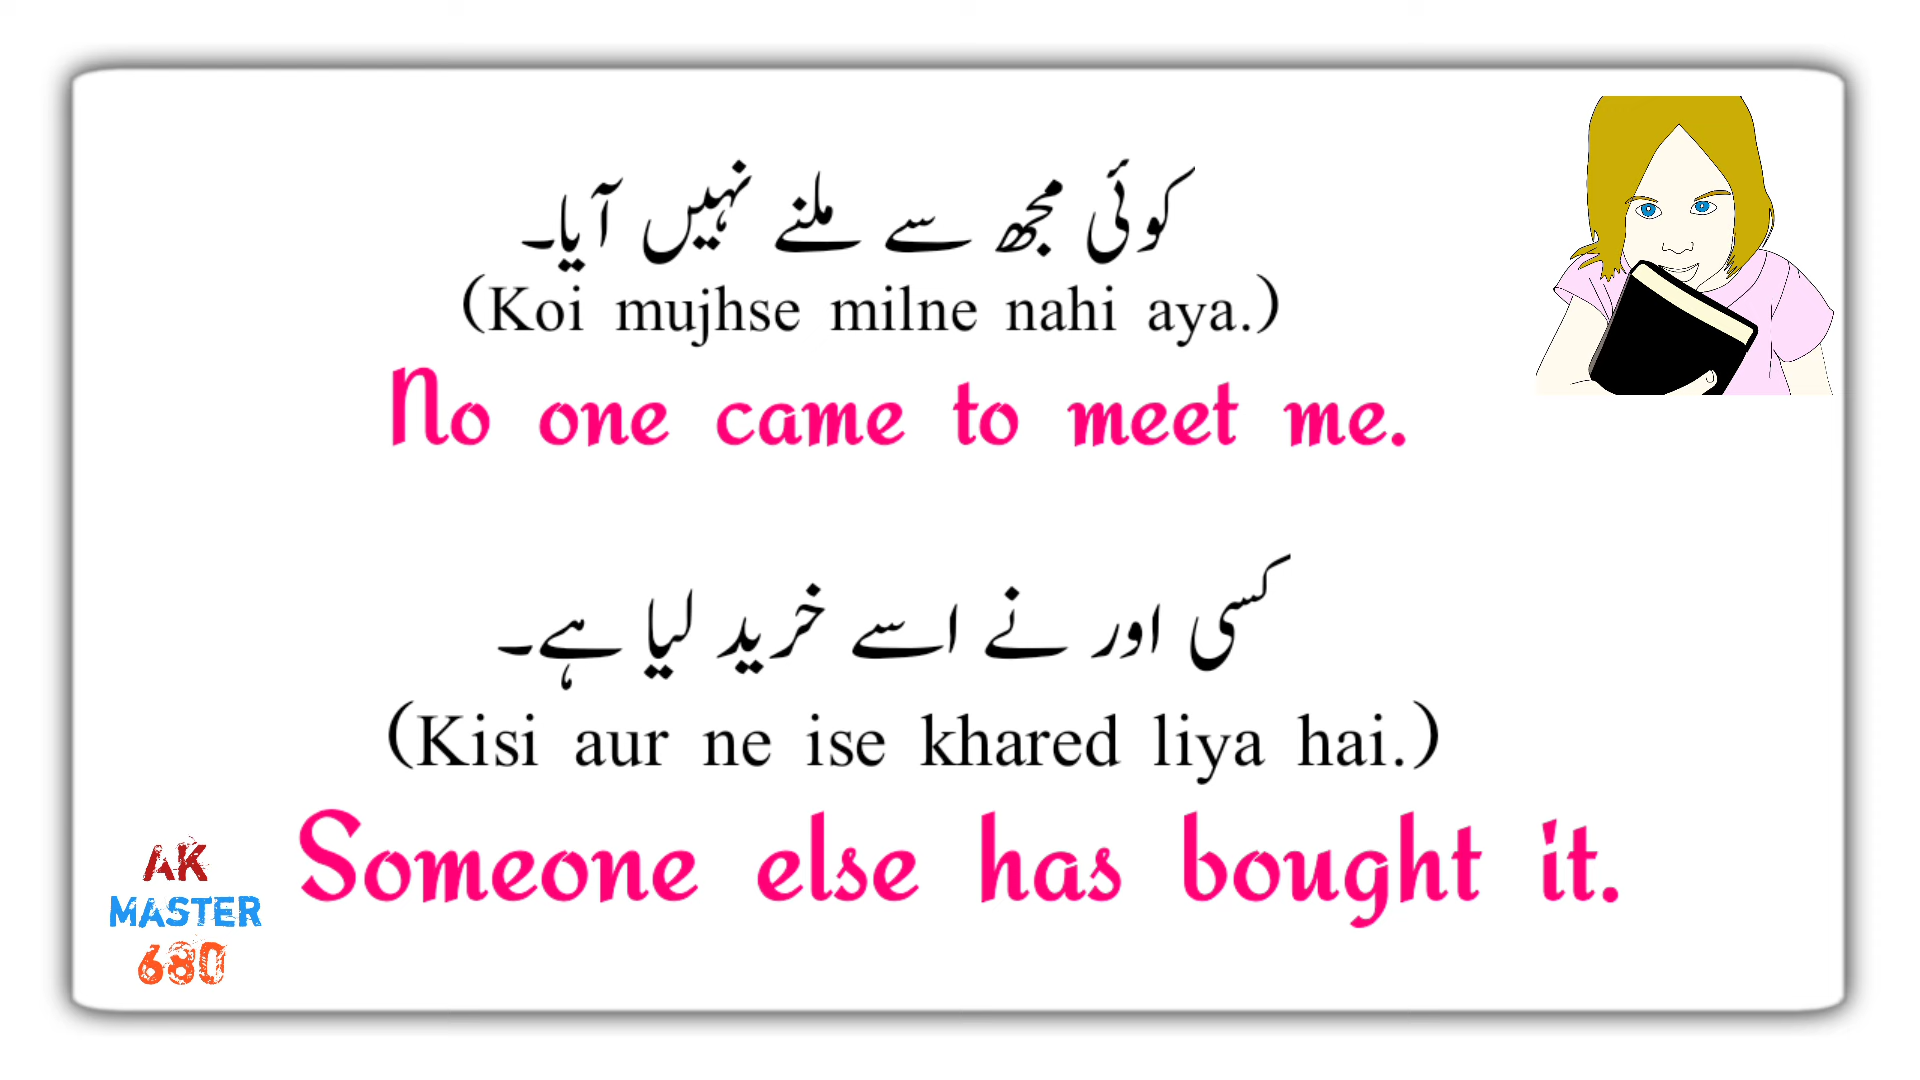 کوئی مجھ سے ملنے نہیں آیا۔
(Koi mujhse milne nahi aya.)
No one came to meet me.
کسی اور نے اسے خرید لیا ہے۔
(Kisi aur ne ise khared liya hai.)
Someone else has bought it.
AK
MASTER
680